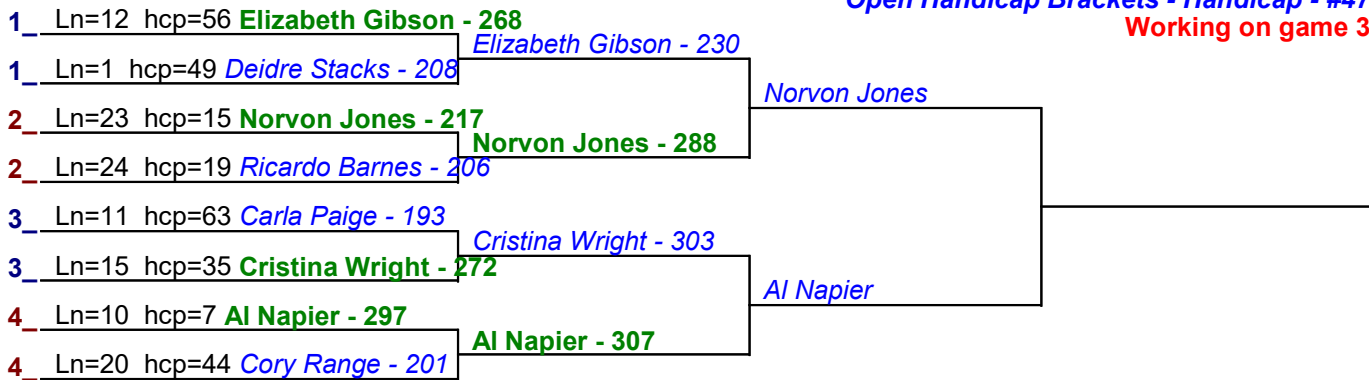 Open Handicap Brackets - Handicap - #47
Working on game 3
1_ Ln=12 hcp=56 Elizabeth Gibson - 268
Elizabeth Gibson - 230
1_ Ln=1 hcp=49 Deidre Stacks - 208
Norvon Jones
2_ Ln=23 hcp=15 Norvon Jones - 217
Norvon Jones - 288
2_ Ln=24 hcp=19 Ricardo Barnes - 206
3_ Ln=11 hcp=63 Carla Paige - 193
Cristina Wright - 303
3_ Ln=15 hcp=35 Cristina Wright - 272
Al Napier
4_ Ln=10 hcp=7 Al Napier - 297
Al Napier - 307
4_ Ln=20 hcp=44 Cory Range - 201